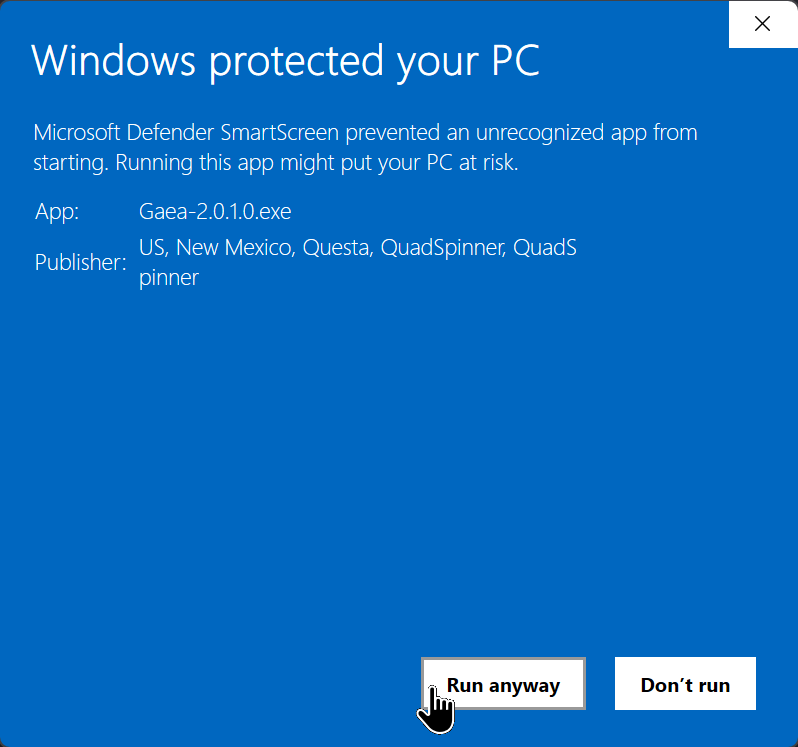 Windows protected your PC
Microsoft Defender SmartScreen prevented an unrecognized app from
starting. Running this app might put your PC at risk.
App: Gaea-2.0.1.0.exe
Publisher: US, New Mexico, Questa, QuadSpinner, QuadS
pinner
Run anyway Don’t run